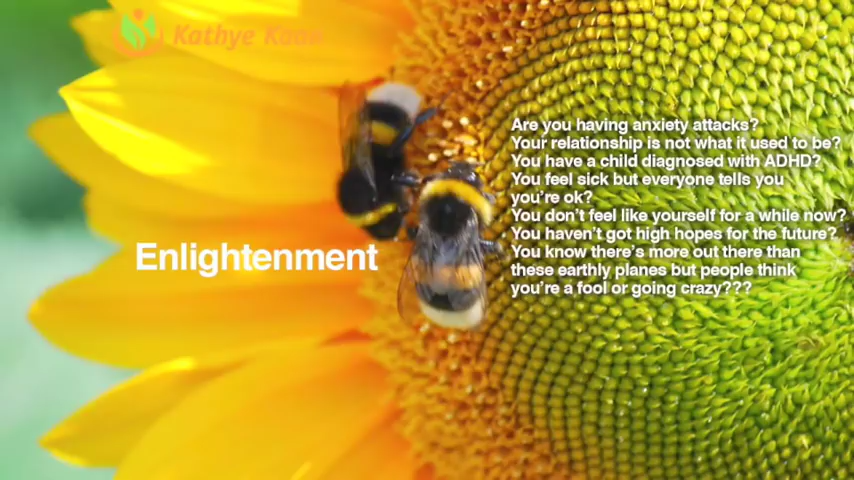 Kathye
Enlightenment
Are you having anxiety attacks?
Your relationship is not what it used to be?
You have a child diagnosed with ADHD?
You feel sick but everyone tells you
you're ok?
You don't feel like yourself for a while now?
You haven't got high hopes for the future?
You know there's more out there than
these earthly planes but people think
you're a fool or going crazy???